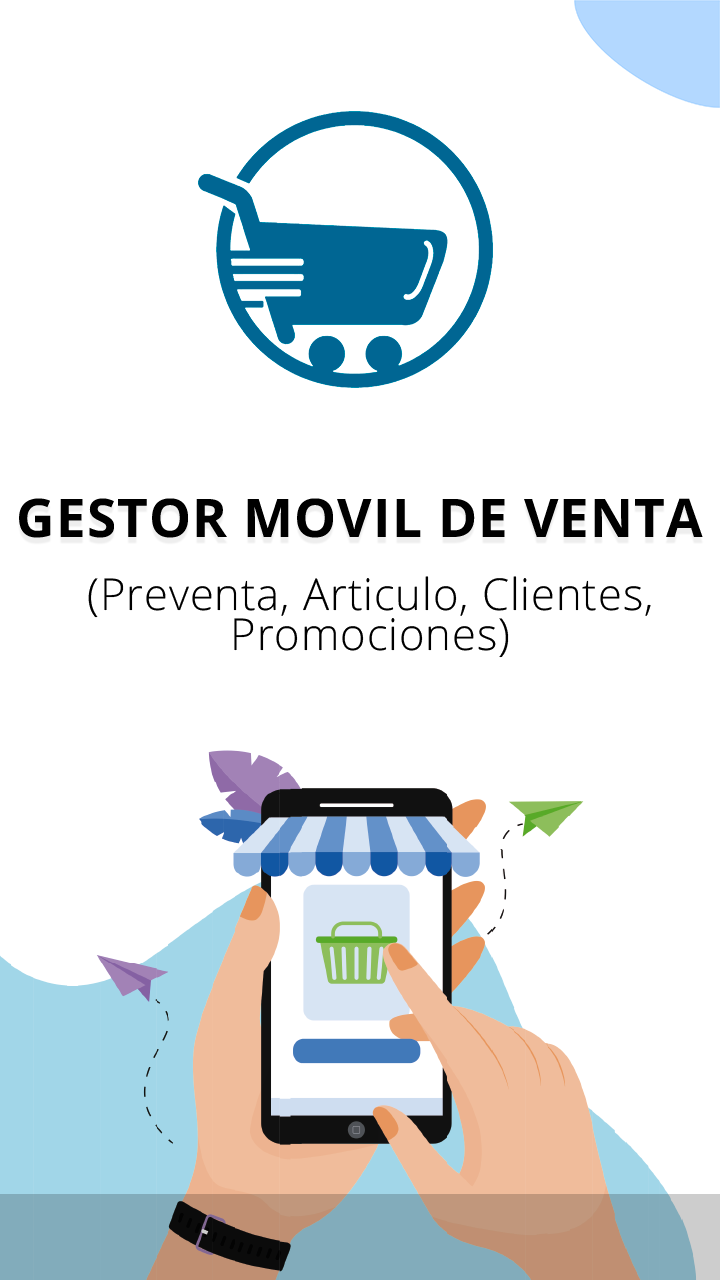 GESTOR MOVIL DE VENTA
(Preventa, Articulo, Clientes,
Promociones)